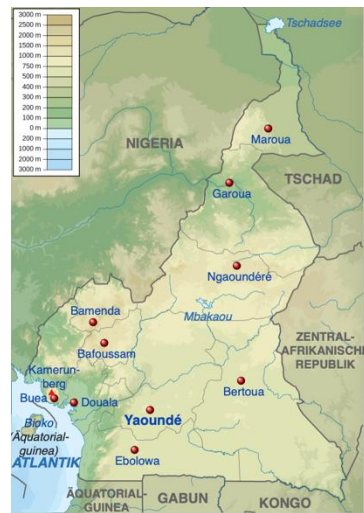 3000 m
2500 m
2000 m
1500 m
1000 m
750 m
500 m
200 m
100 m
0 m
200 m
1000 m
2000 m
3000 m
Tschadsee
NIGERIA
Maroua
TSCHAD
Garoua
Ngaoundéré
Mbakaou
Bamenda
Bafoussam
ZENTRAL-
AFRIKANISCHE
REPUBLIK
Kamerun-
berg
Bertoua
Buea
Douala
Yaoundé
Bioko
(Äquatorial-
guinea)
ATLANTIK
Ebolowa
ÄQUATORIAL-
GUINEA
GABUN
KONGO